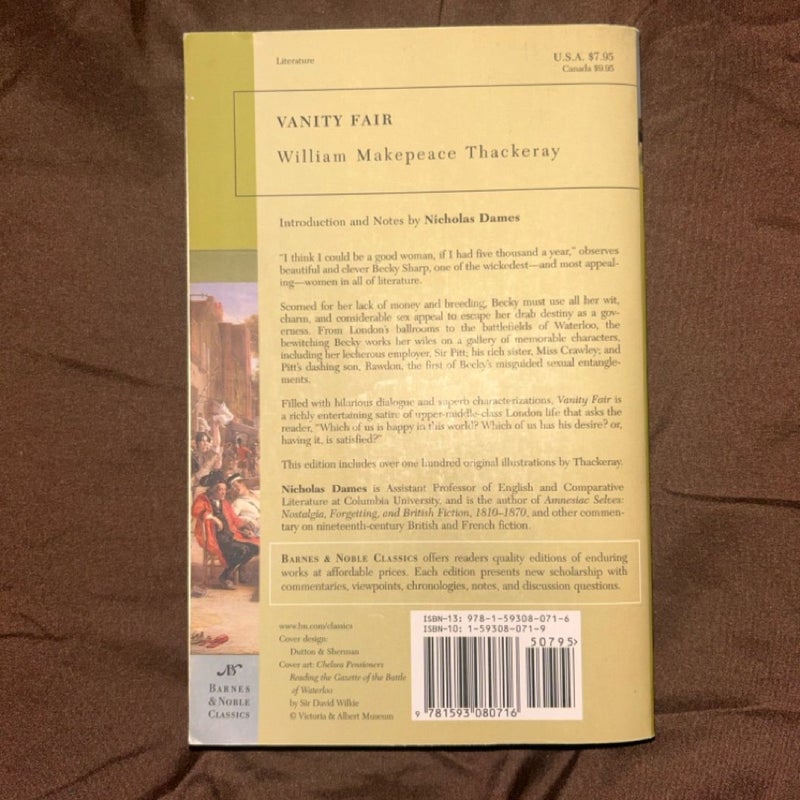 Literature
U.S.A. $7.95
Canada $9.95
VANITY FAIR
William Makepeace Thackeray
Introduction and Notes by Nicholas Dames
"I think I could be a good woman, if I had five thousand a year," observes
beautiful and clever Becky Sharp, one of the wickedest—and most appeal-
ing—women in all of literature.
Scorned for her lack of money and breeding, Becky must use all her wit,
charm, and considerable sex appeal to escape her drab destiny as a gov-
erness. From London's ballrooms to the battlefields of Waterloo, the
bewitching Becky works her wiles on a gallery of memorable characters,
including her lecherous employer, Sir Pitt; his rich sister, Miss Crawley; and
Pitt's dashing son, Rawdon, the first of Becky's misguided sexual entangle-
ments.
Filled with hilarious dialogue and superb characterizations, Vanity Fair is
a richly entertaining satire of upper-middle-class London life that asks the
reader, "Which of us is happy in this world? Which of us has his desire? or,
having it, is satisfied?"
This edition includes over one hundred original illustrations by Thackeray.
Nicholas Dames is Assistant Professor of English and Comparative
Literature at Columbia University, and is the author of Amnesiac Selves:
Nostalgia, Forgetting, and British Fiction, 1810–1870, and other commen-
tary on nineteenth-century British and French fiction.
BARNES & NOBLE CLASSICS offers readers quality editions of enduring
works at affordable prices. Each edition presents new scholarship with
commentaries, viewpoints, chronologies, notes, and discussion questions.
www.bn.com/classics
Cover design:
Dutton & Sherman
Cover art: Chelsea Pensioners
Reading the Gazette of the Battle
of Waterloo
by Sir David Wilkie
© Victoria & Albert Museum
ISBN-13: 978-1-59308-071-6
ISBN-10: 1-59308-071-9
50795>
9 781593 080716
BN
BARNES
& NOBLE
CLASSICS